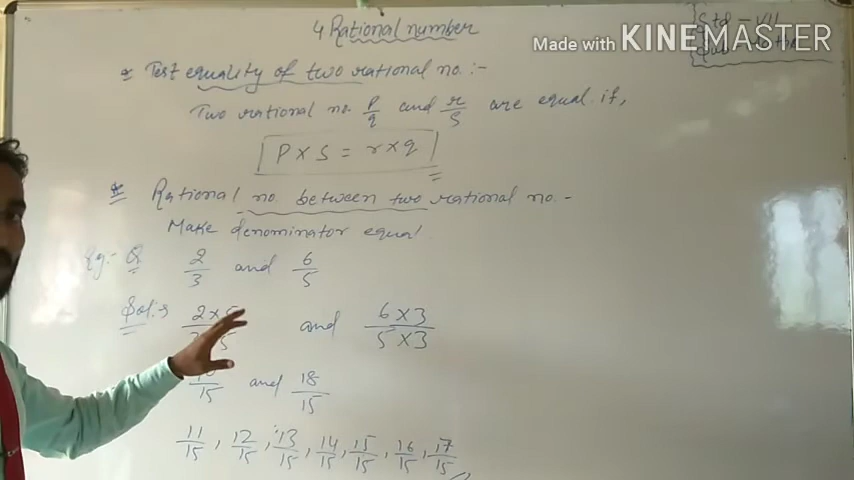 4 Rational number
Made with KINEMASTER
Std - VII
* Test equality of two rational no. :-
Two rational no. p/q and r/s are equal if,
P × S = r × q
* Rational no. between two rational no. -
Make denominator equal
Eg:- Q 2/3 and 6/5
Sol:→ 2×5/ and 6×3/5×3
/15 and 18/15
11/15, 12/15, 13/15, 14/15, 15/15, 16/15, 17/15